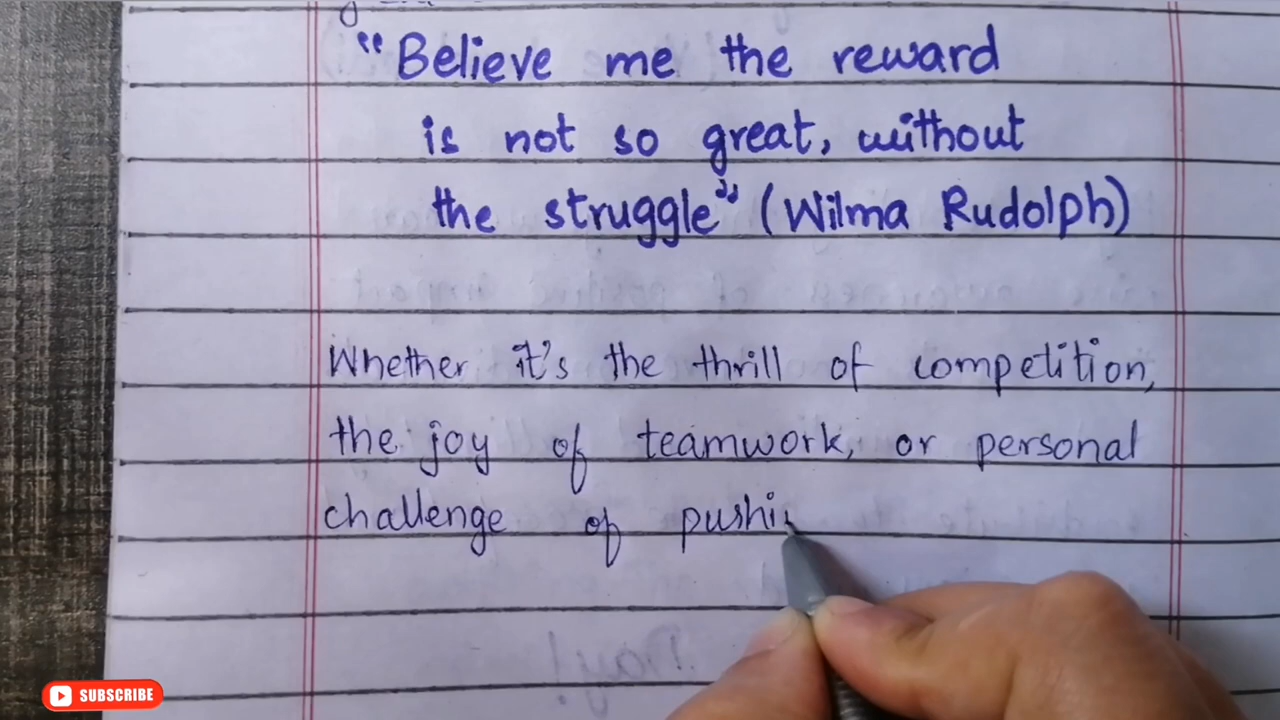 "Believe me the reward
is not so great, without
the struggle" (Wilma Rudolph)
Whether it's the thrill of competition,
the joy of teamwork, or personal
challenge of pushi
SUBSCRIBE